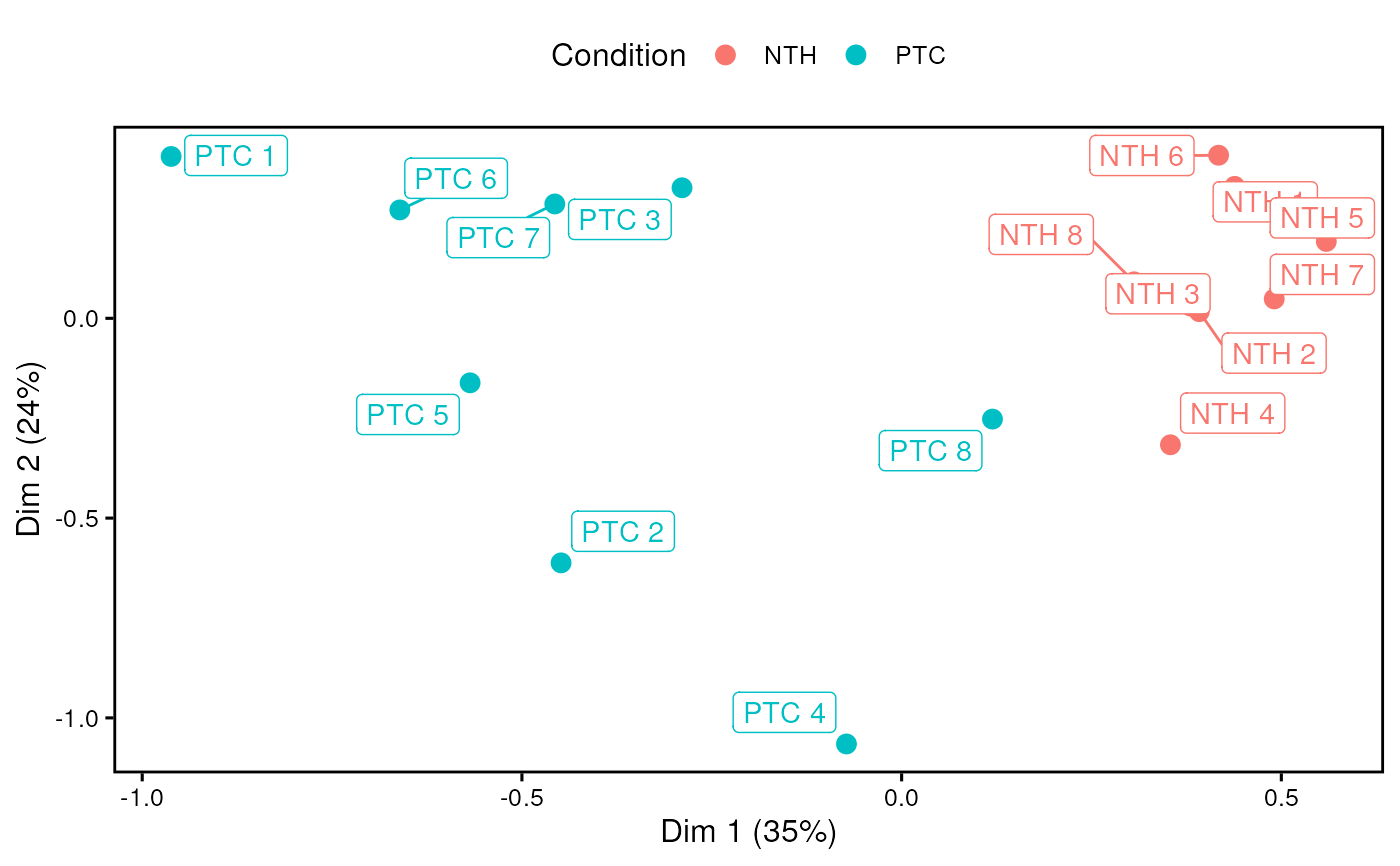 Condition NTH PTC
PTC 1
NTH 6
PTC 6
NTH 1
NTH 5
PTC 3
PTC 7
NTH 8
NTH 7
NTH 3
0.0
NTH 2
PTC 5
NTH 4
PTC 8
-0.5
PTC 2
PTC 4
-1.0
-1.0 -0.5 0.0 0.5
Dim 1 (35%)
Dim 2 (24%)